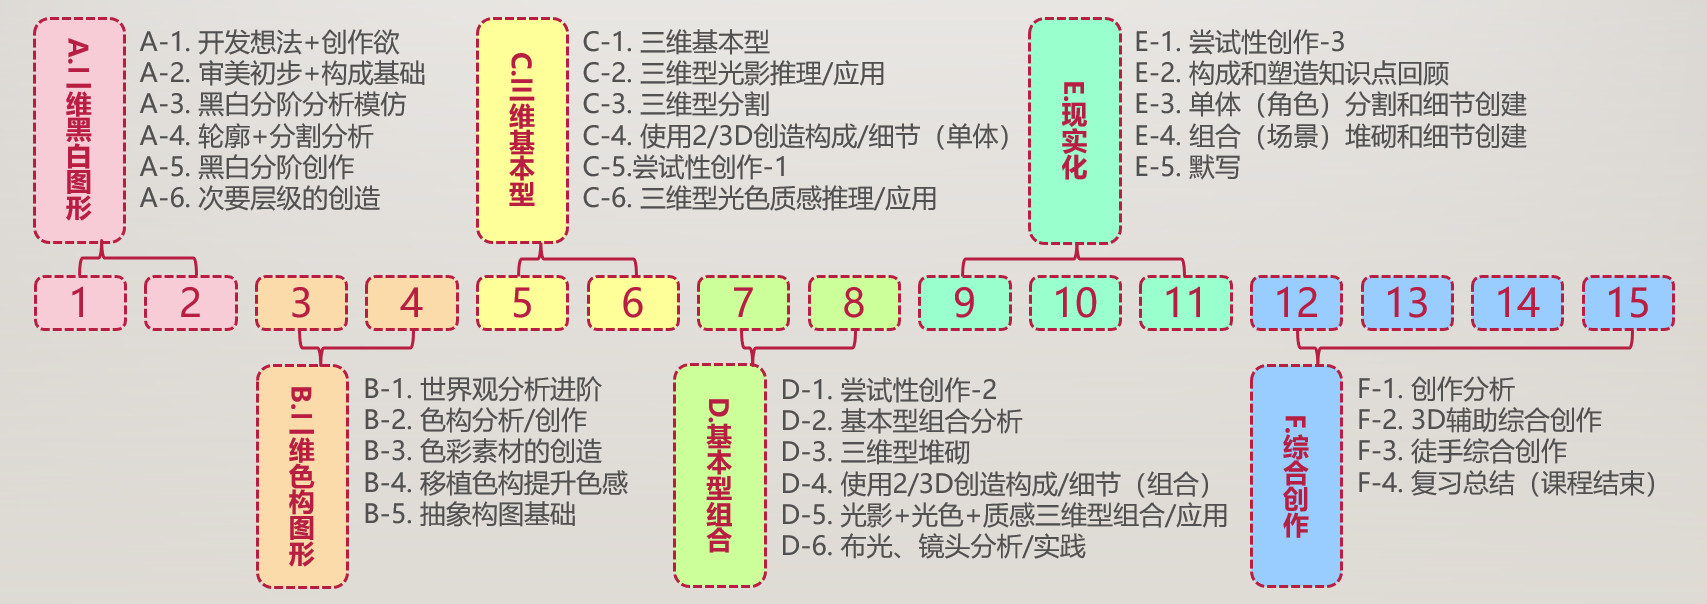 A.二维黑白图形
A-1. 开发想法+创作欲
A-2. 审美初步+构成基础
A-3. 黑白分阶分析模仿
A-4. 轮廓+分割分析
A-5. 黑白分阶创作
A-6. 次要层级的创造
C.三维基本型
C-1. 三维基本型
C-2. 三维型光影推理/应用
C-3. 三维型分割
C-4. 使用2/3D创造构成/细节（单体）
C-5.尝试性创作-1
C-6. 三维型光色质感推理/应用
E.现实化
E-1. 尝试性创作-3
E-2. 构成和塑造知识点回顾
E-3. 单体（角色）分割和细节创建
E-4. 组合（场景）堆砌和细节创建
E-5. 默写
1 2 3 4 5 6 7 8 9 10 11 12 13 14 15
B.二维色构图形
B-1. 世界观分析进阶
B-2. 色构分析/创作
B-3. 色彩素材的创造
B-4. 移植色构提升色感
B-5. 抽象构图基础
D.基本型组合
D-1. 尝试性创作-2
D-2. 基本型组合分析
D-3. 三维型堆砌
D-4. 使用2/3D创造构成/细节（组合）
D-5. 光影+光色+质感三维型组合/应用
D-6. 布光、镜头分析/实践
F.综合创作
F-1. 创作分析
F-2. 3D辅助综合创作
F-3. 徒手综合创作
F-4. 复习总结（课程结束）